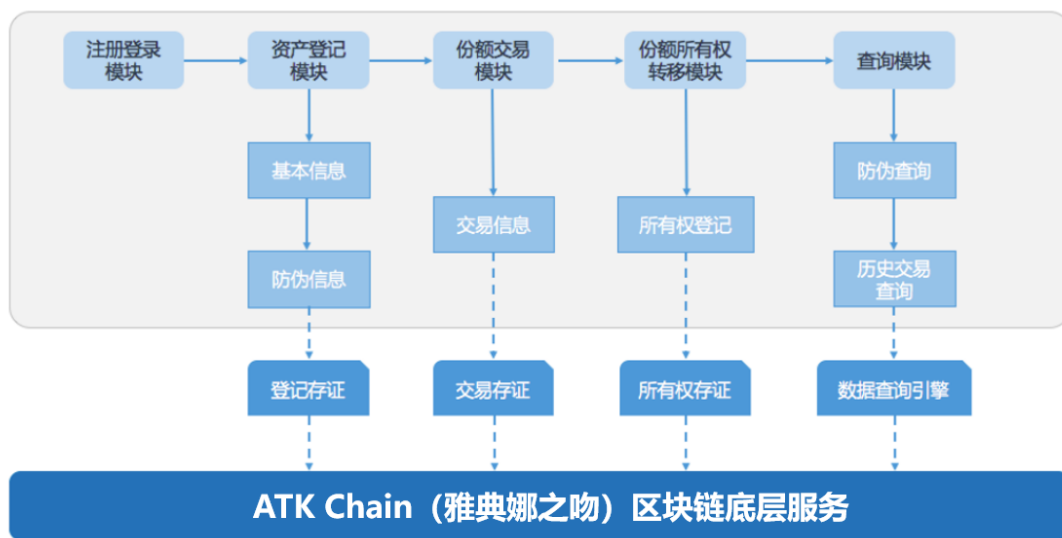 注册登录
模块
资产登记
模块
份额交易
模块
份额所有权
转移模块
查询模块
基本信息
防伪查询
交易信息
所有权登记
防伪信息
历史交易
查询
登记存证
交易存证
所有权存证
数据查询引擎
ATK Chain（雅典娜之吻）区块链底层服务